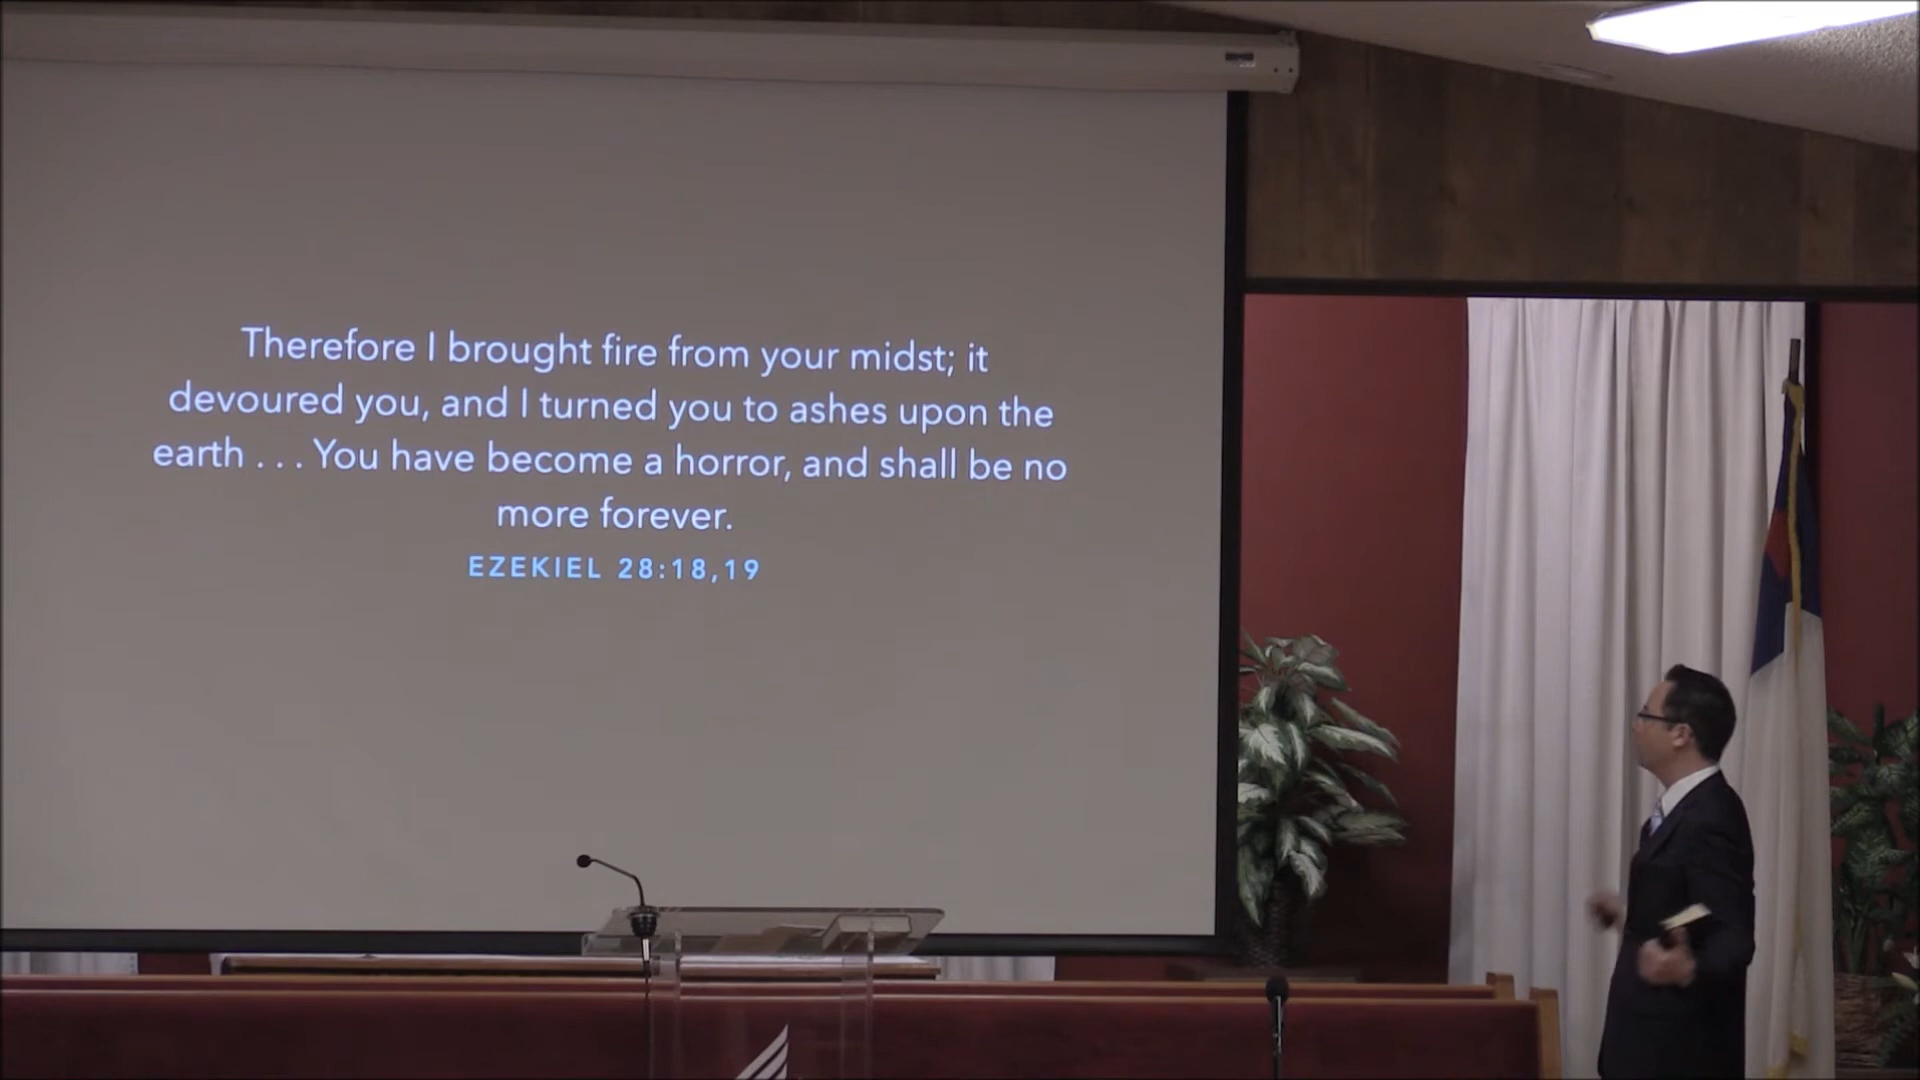 Therefore I brought fire from your midst; it
devoured you, and I turned you to ashes upon the
earth . . . You have become a horror, and shall be no
more forever.
EZEKIEL 28:18,19